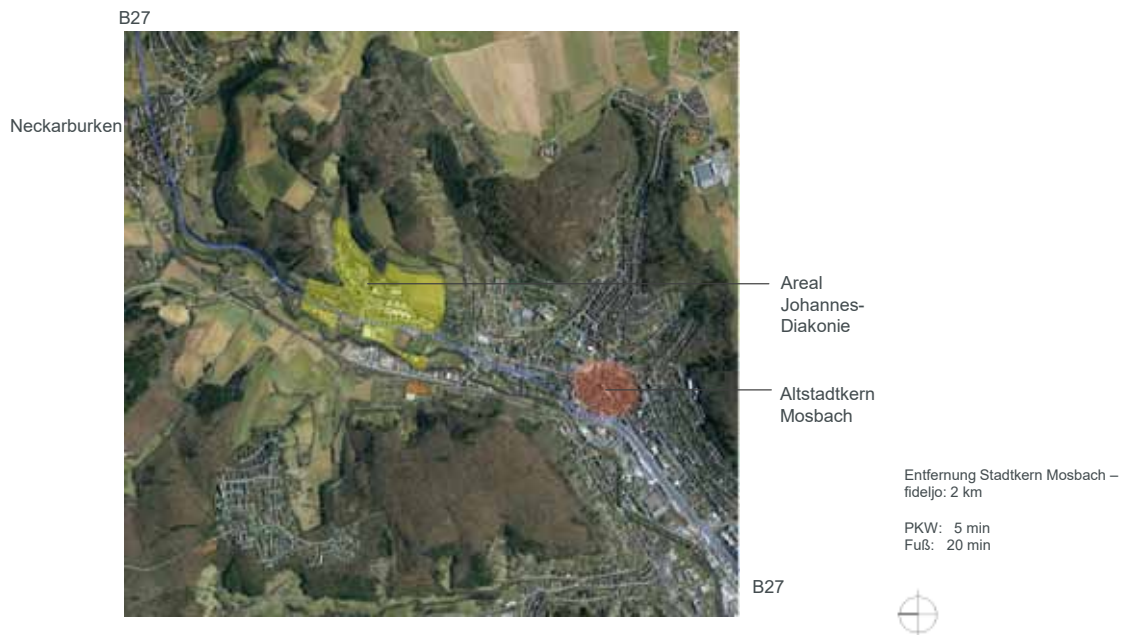 B27
Neckarburken
Areal
Johannes-
Diakonie
Altstadtkern
Mosbach
Entfernung Stadtkern Mosbach –
fideljo: 2 km
PKW: 5 min
Fuß: 20 min
B27